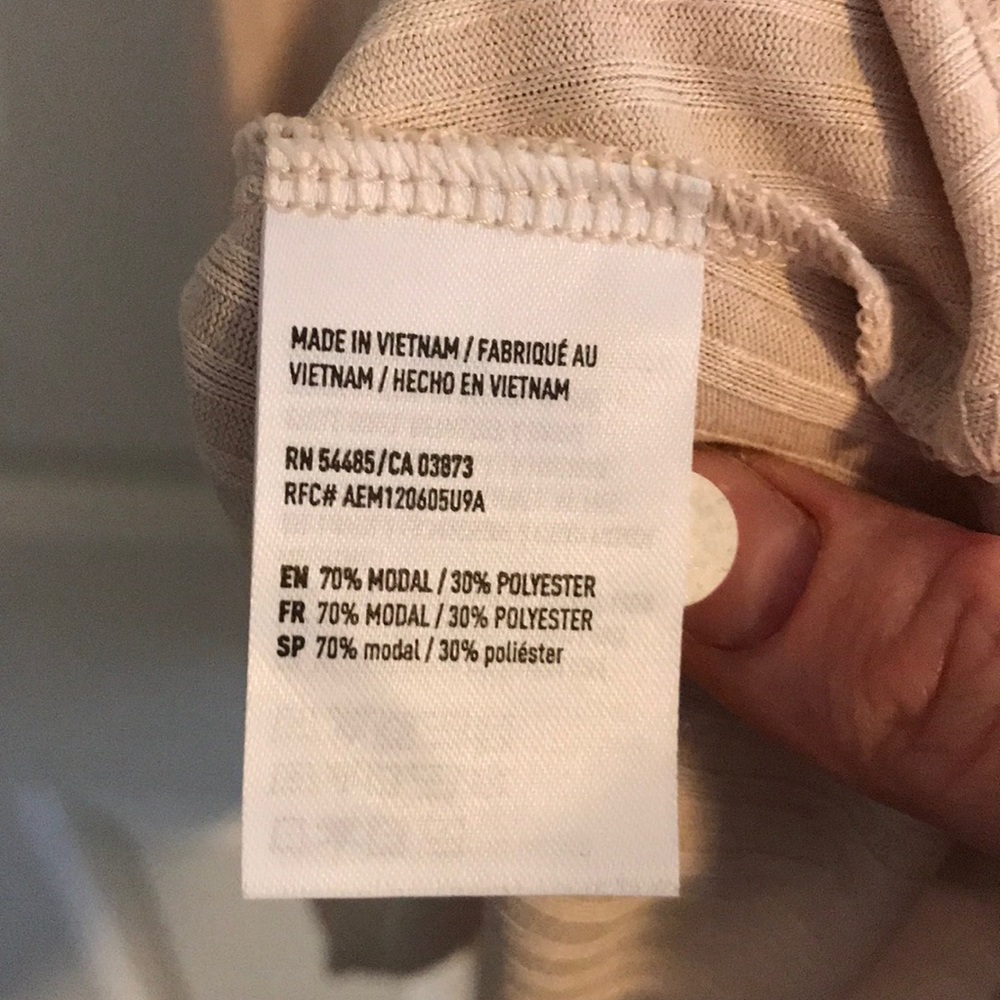 MADE IN VIETNAM / FABRIQUÉ AU
VIETNAM / HECHO EN VIETNAM
RN 54485/CA 03873
RFC# AEM120605U9A
EN 70% MODAL / 30% POLYESTER
FR 70% MODAL / 30% POLYESTER
SP 70% modal / 30% poliéster